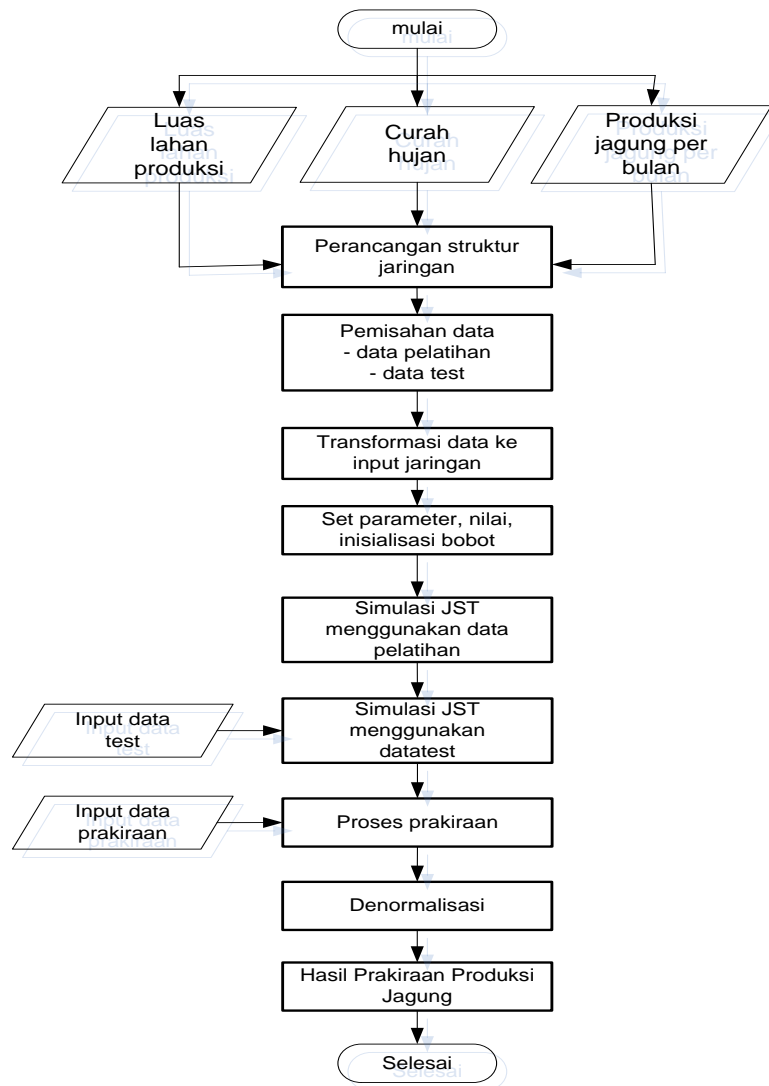 mulai
Luas
lahan
produksi
Curah
hujan
Produksi
jagung per
bulan
Perancangan struktur
jaringan
Pemisahan data
- data pelatihan
- data test
Transformasi data ke
input jaringan
Set parameter, nilai,
inisialisasi bobot
Simulasi JST
menggunakan data
pelatihan
Input data
test
Simulasi JST
menggunakan
datatest
Input data
prakiraan
Proses prakiraan
Denormalisasi
Hasil Prakiraan Produksi
Jagung
Selesai